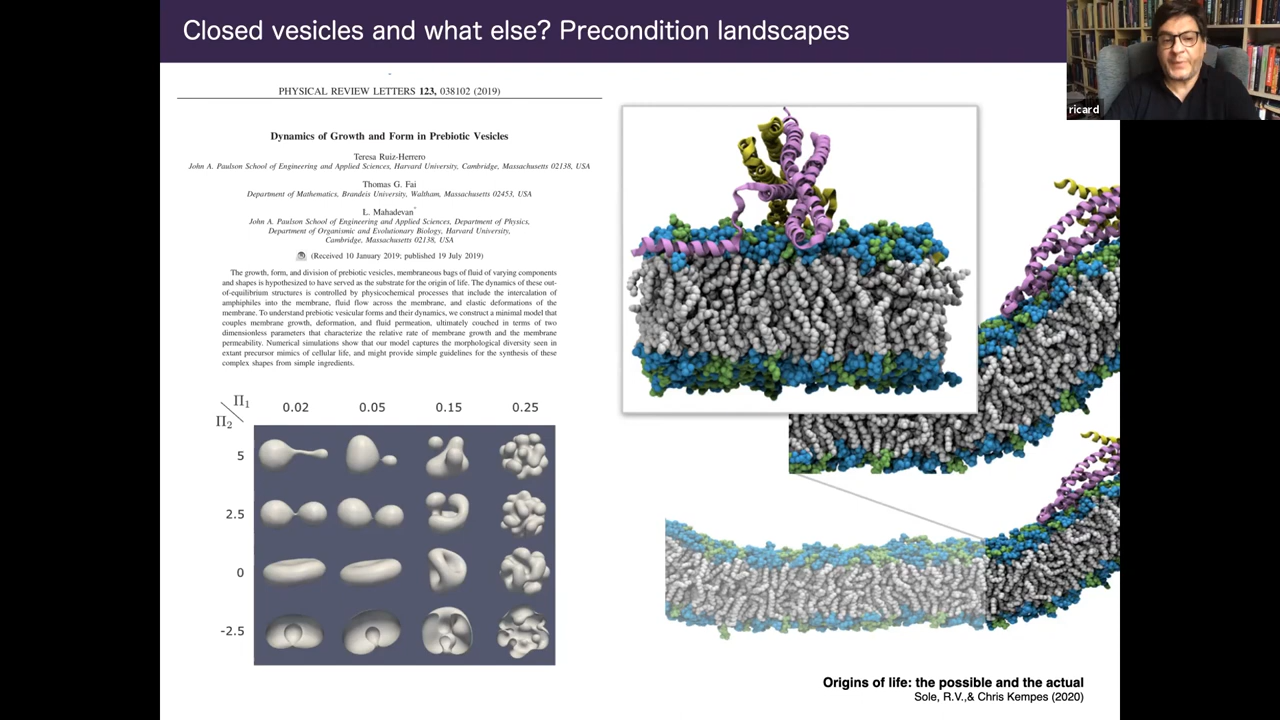 Closed vesicles and what else? Precondition landscapes
ricard
PHYSICAL REVIEW LETTERS 123, 038102 (2019)
Dynamics of Growth and Form in Prebiotic Vesicles
Teresa Ruiz-Herrero
John A. Paulson School of Engineering and Applied Sciences, Harvard University, Cambridge, Massachusetts 02138, USA
Thomas G. Fai
Department of Mathematics, Brandeis University, Waltham, Massachusetts 02453, USA
L. Mahadevan*
John A. Paulson School of Engineering and Applied Sciences, Department of Physics,
Department of Organismic and Evolutionary Biology, Harvard University,
Cambridge, Massachusetts 02138, USA
(Received 10 January 2019; published 19 July 2019)
The growth, form, and division of prebiotic vesicles, membraneous bags of fluid of varying components
and shapes is hypothesized to have served as the substrate for the origin of life. The dynamics of these out-
of-equilibrium structures is controlled by physicochemical processes that include the intercalation of
amphiphiles into the membrane, fluid flow across the membrane, and elastic deformations of the
membrane. To understand prebiotic vesicular forms and their dynamics, we construct a minimal model that
couples membrane growth, deformation, and fluid permeation, ultimately couched in terms of two
dimensionless parameters that characterize the relative rate of membrane growth and the membrane
permeability. Numerical simulations show that our model captures the morphological diversity seen in
extant precursor mimics of cellular life, and might provide simple guidelines for the synthesis of these
complex shapes from simple ingredients.
Π1 0.02 0.05 0.15 0.25
Π2
5
2.5
0
-2.5
Origins of life: the possible and the actual
Sole, R.V.,& Chris Kempes (2020)